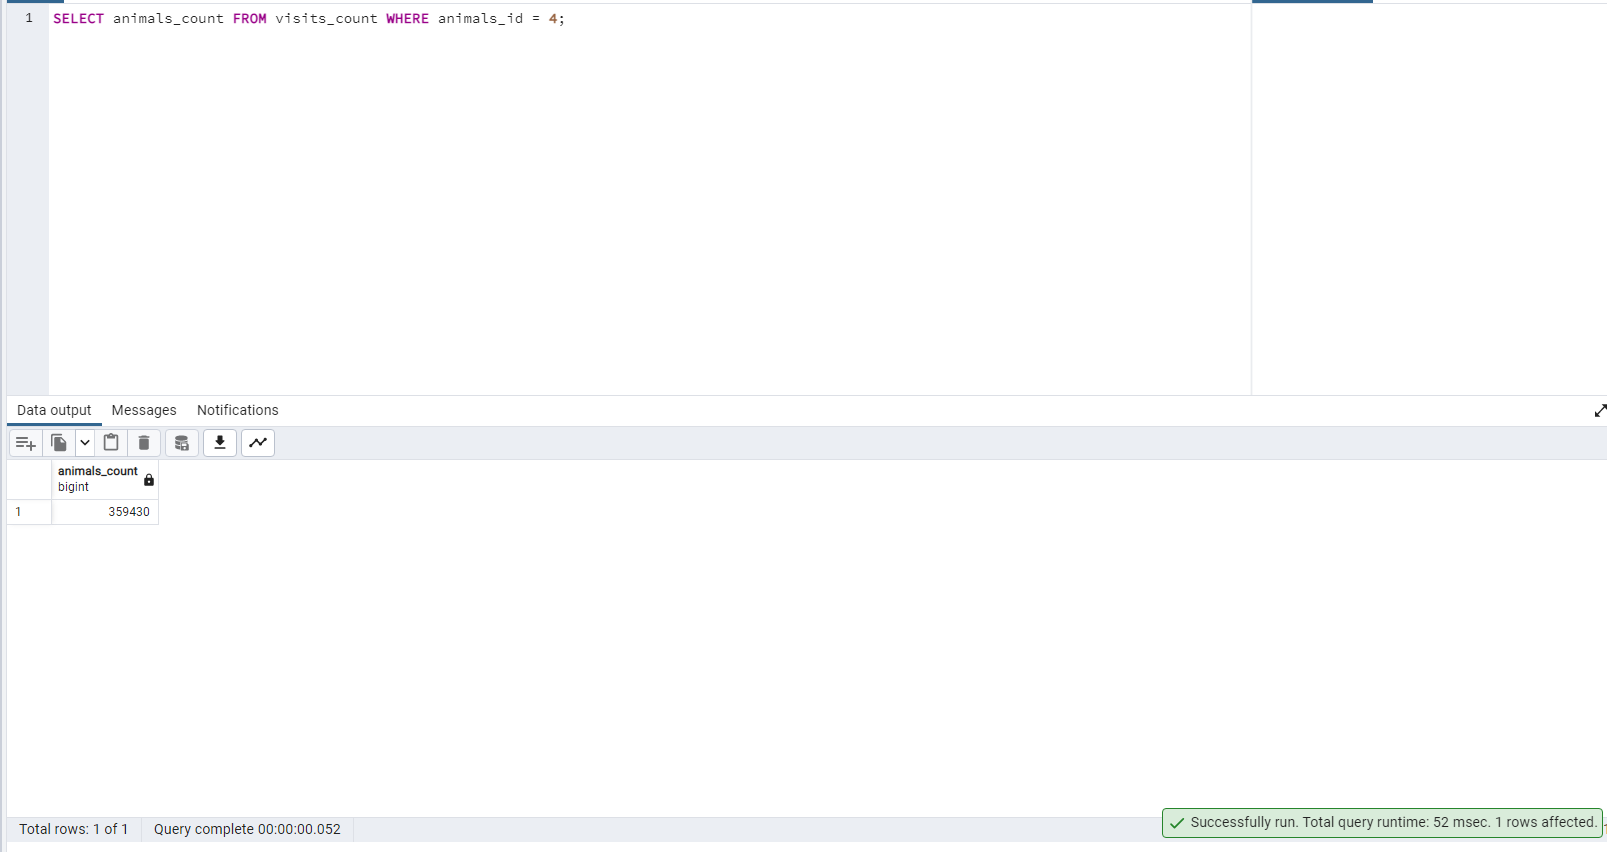 1 SELECT animals_count FROM visits_count WHERE animals_id = 4;
Data output Messages Notifications
animals_count
bigint
1 359430
Total rows: 1 of 1 Query complete 00:00:00.052
Successfully run. Total query runtime: 52 msec. 1 rows affected.